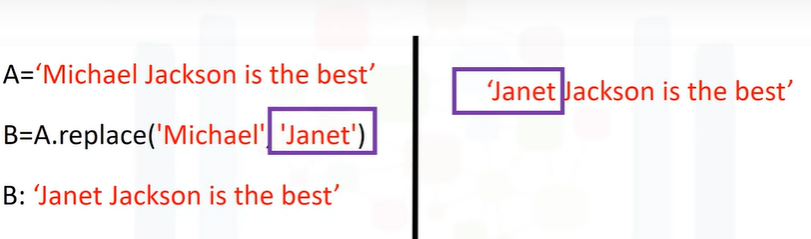 A=‘Michael Jackson is the best’
B=A.replace('Michael', 'Janet')
B: ‘Janet Jackson is the best’
‘Janet Jackson is the best’